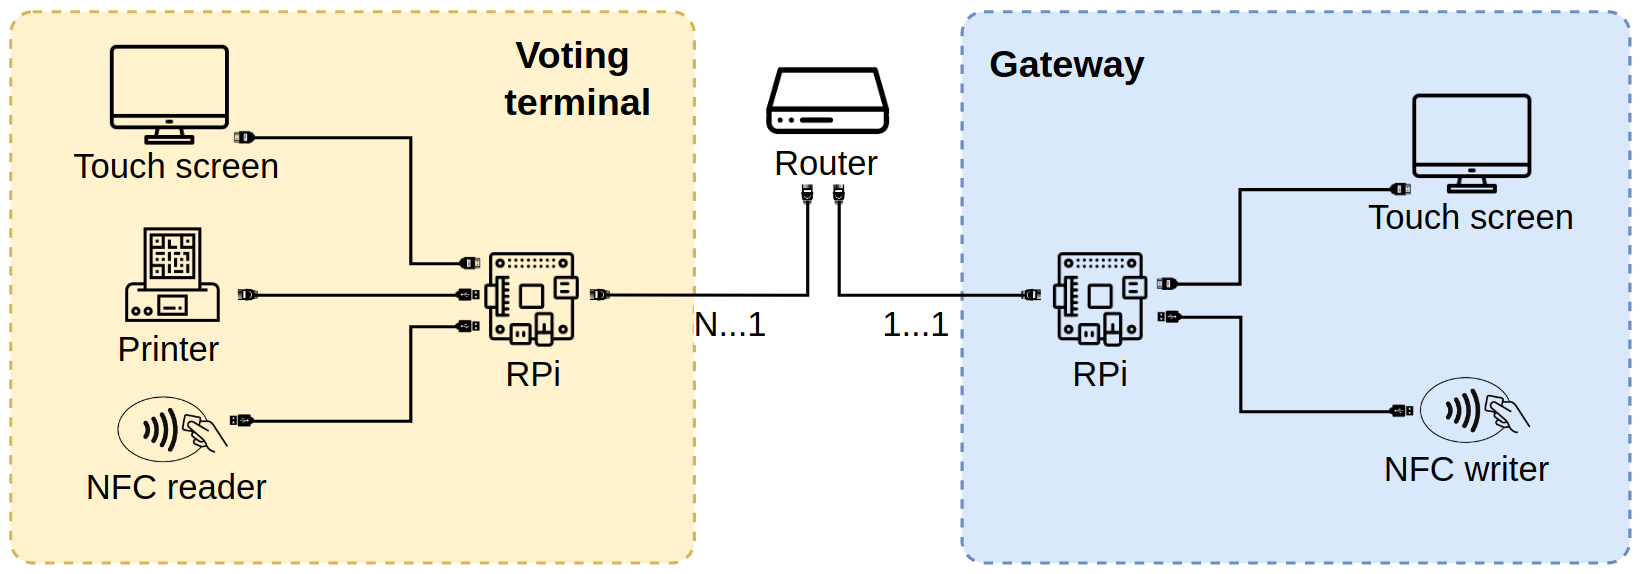 Voting
terminal
Touch screen
Printer
NFC reader
RPi
Router
N...1
1...1
Gateway
Touch screen
RPi
NFC writer